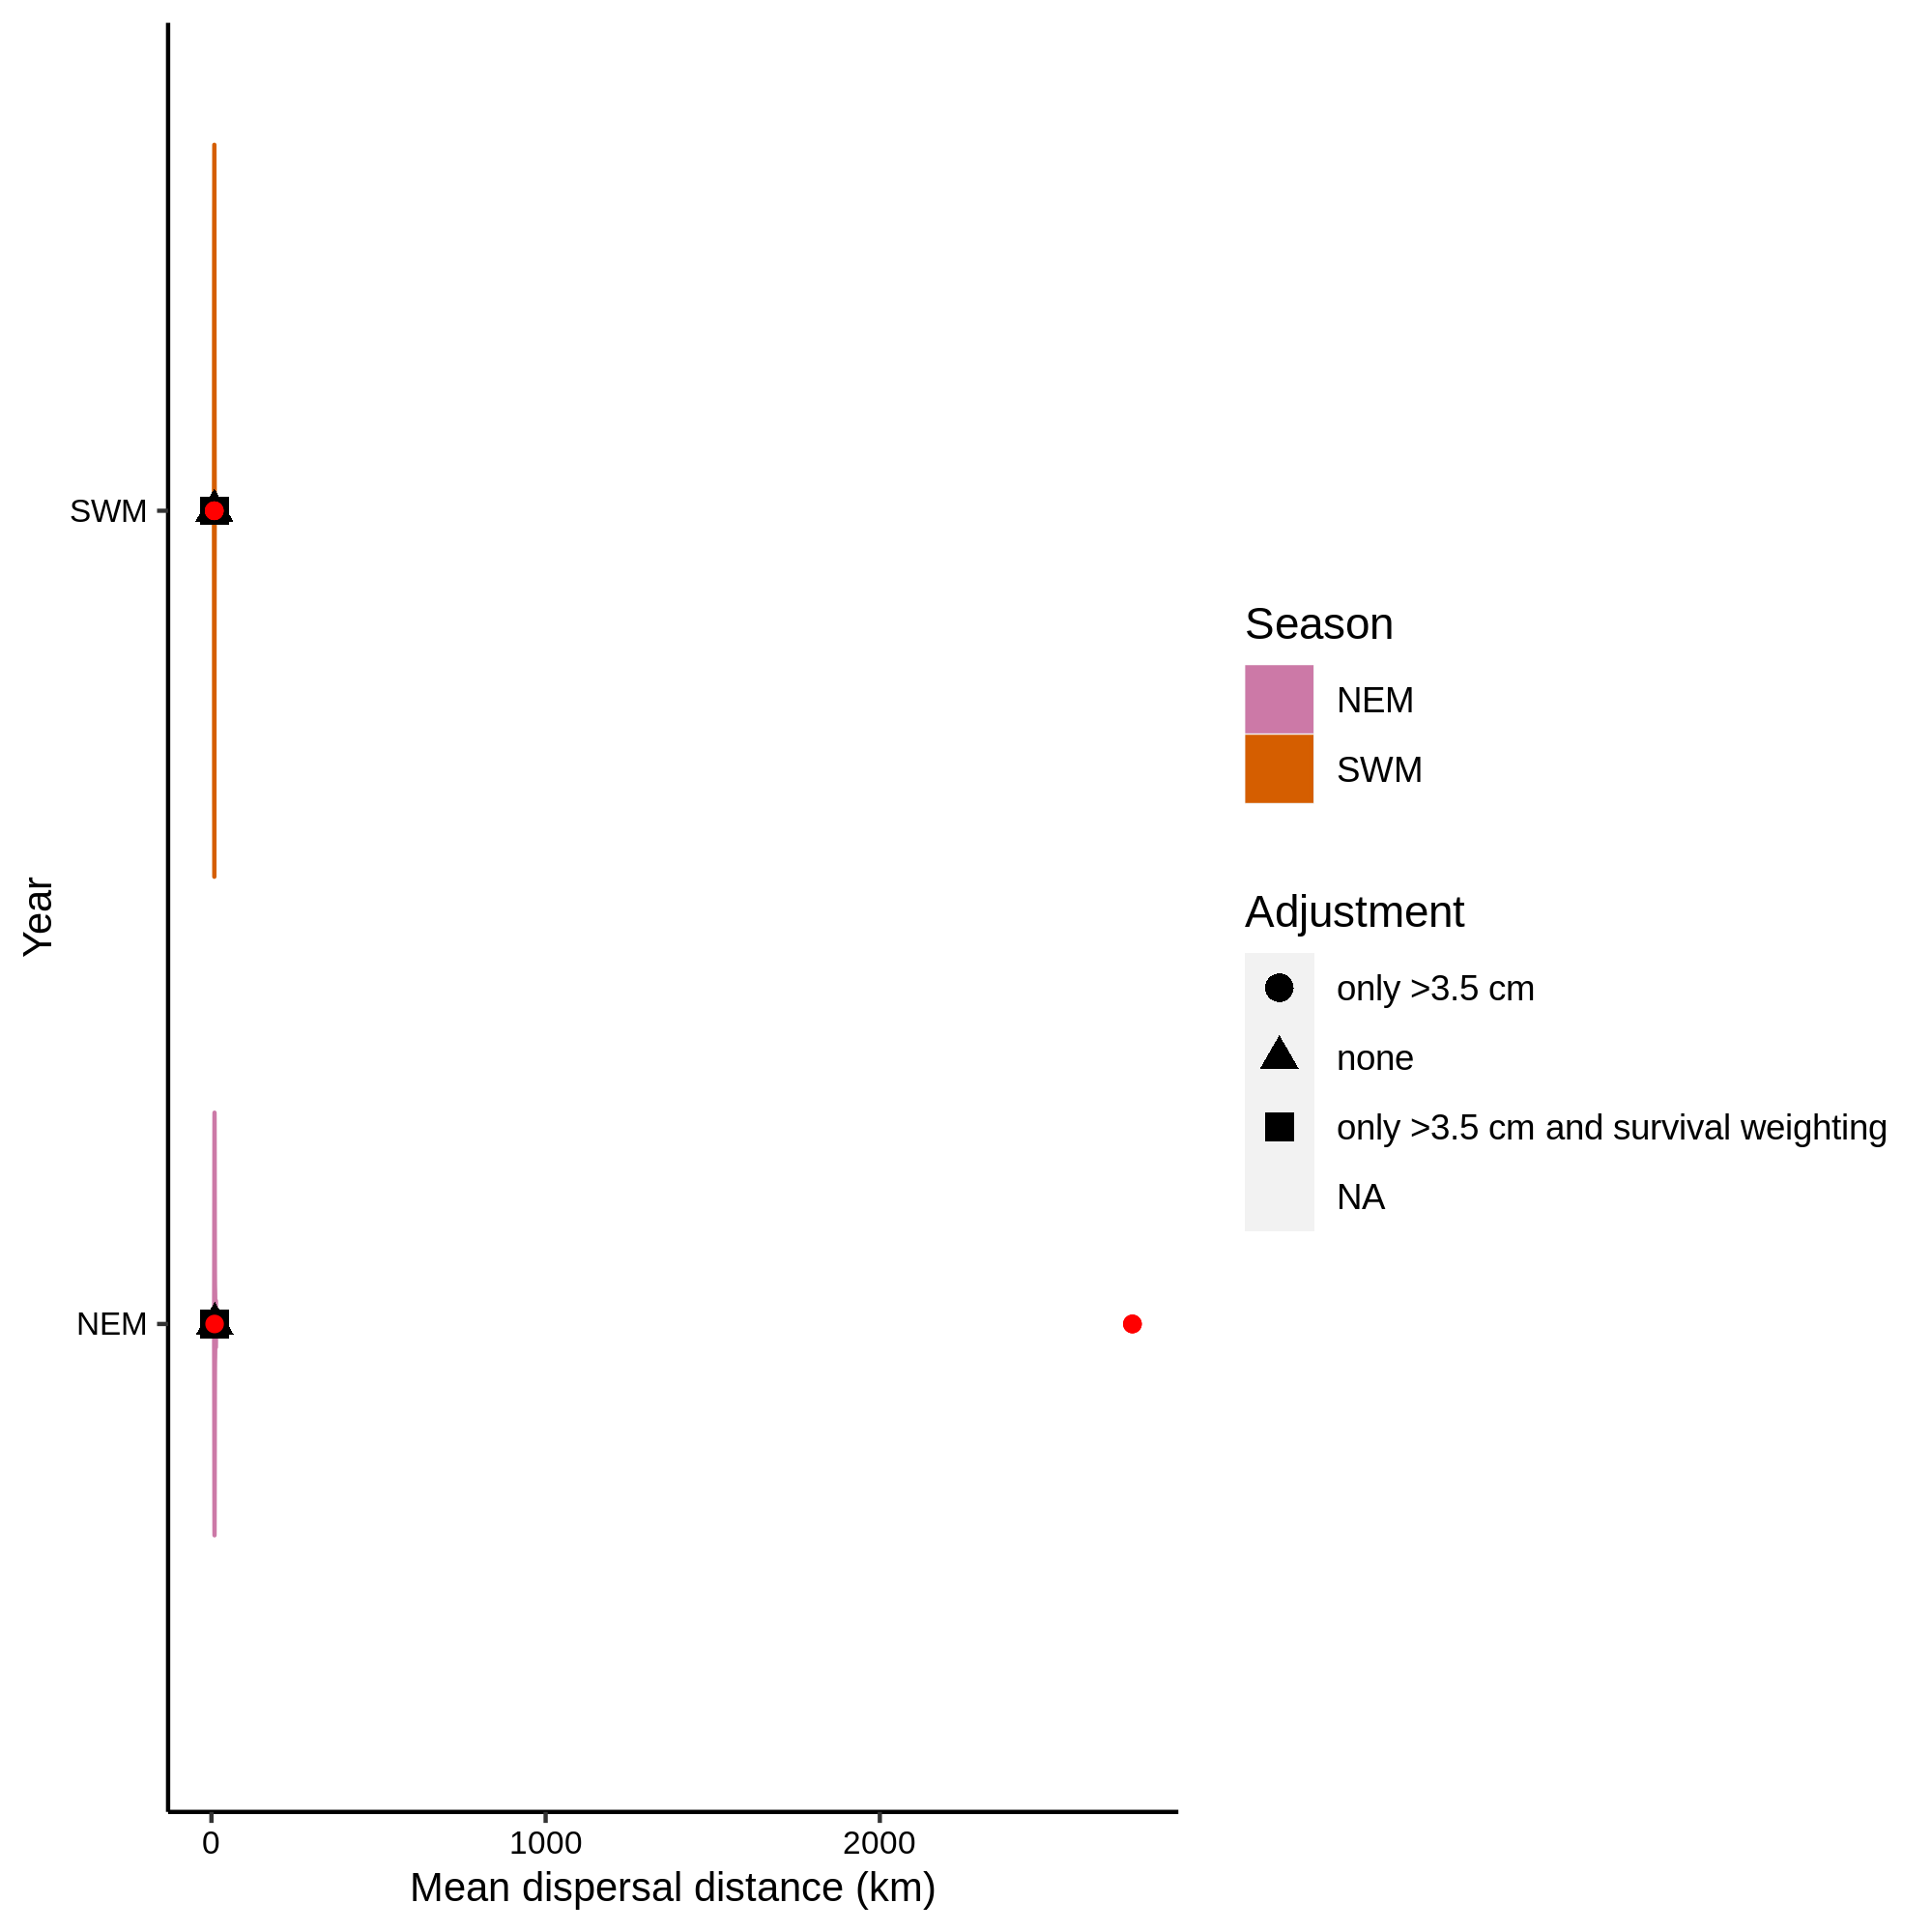 SWM
NEM
Year
0
1000
2000
Mean dispersal distance (km)
Season
NEM
SWM
Adjustment
only >3.5 cm
none
only >3.5 cm and survival weighting
NA